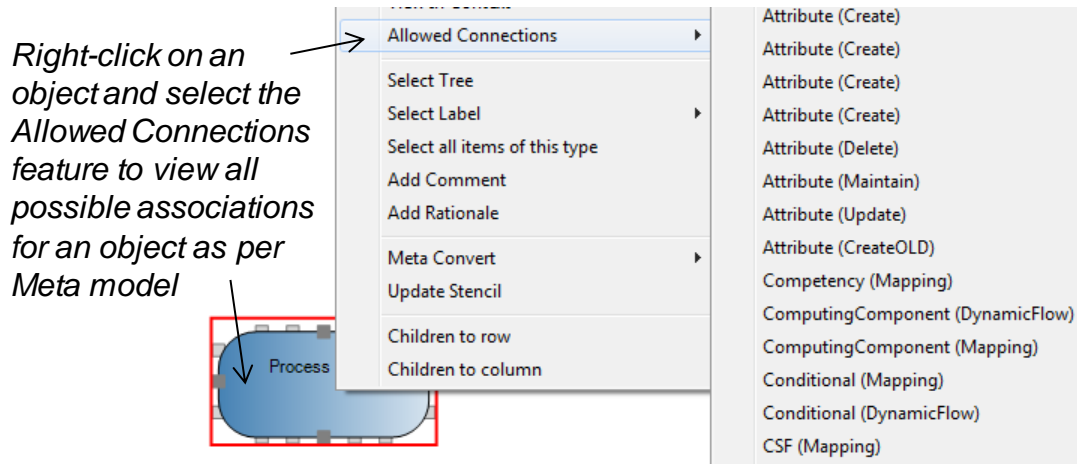 Right-click on an
object and select the
Allowed Connections
feature to view all
possible associations
for an object as per
Meta model
Process
Allowed Connections
Select Tree
Select Label
Select all items of this type
Add Comment
Add Rationale
Meta Convert
Update Stencil
Children to row
Children to column
Attribute (Create)
Attribute (Create)
Attribute (Create)
Attribute (Create)
Attribute (Delete)
Attribute (Maintain)
Attribute (Update)
Attribute (CreateOLD)
Competency (Mapping)
ComputingComponent (DynamicFlow)
ComputingComponent (Mapping)
Conditional (Mapping)
Conditional (DynamicFlow)
CSF (Mapping)